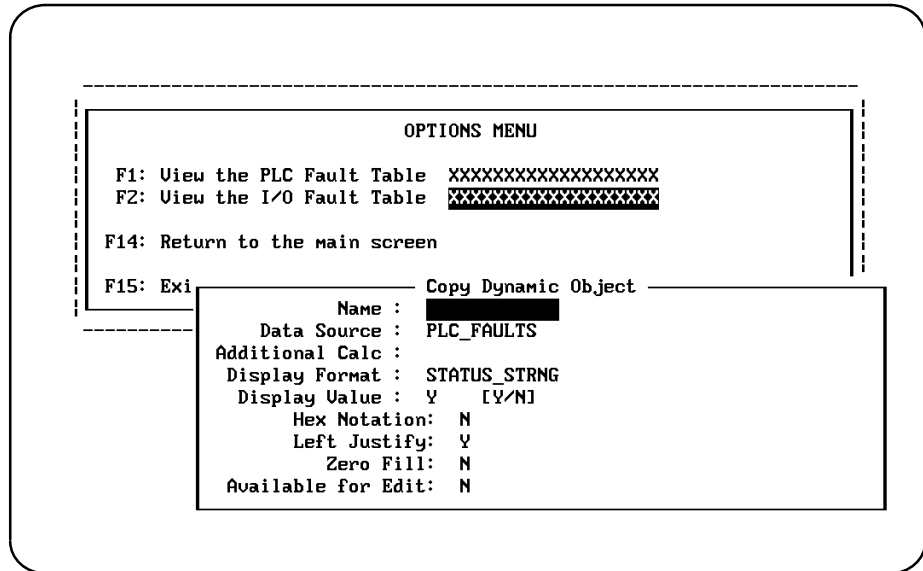 OPTIONS MENU
F1: View the PLC Fault Table XXXXXXXXXXXXXXXXXXX
F2: View the I/O Fault Table XXXXXXXXXXXXXXXXXXX
F14: Return to the main screen
F15: Exi
Copy Dynamic Object
Name :
Data Source : PLC_FAULTS
Additional Calc :
Display Format : STATUS_STRNG
Display Value : Y [Y/N]
Hex Notation: N
Left Justify: Y
Zero Fill: N
Available for Edit: N